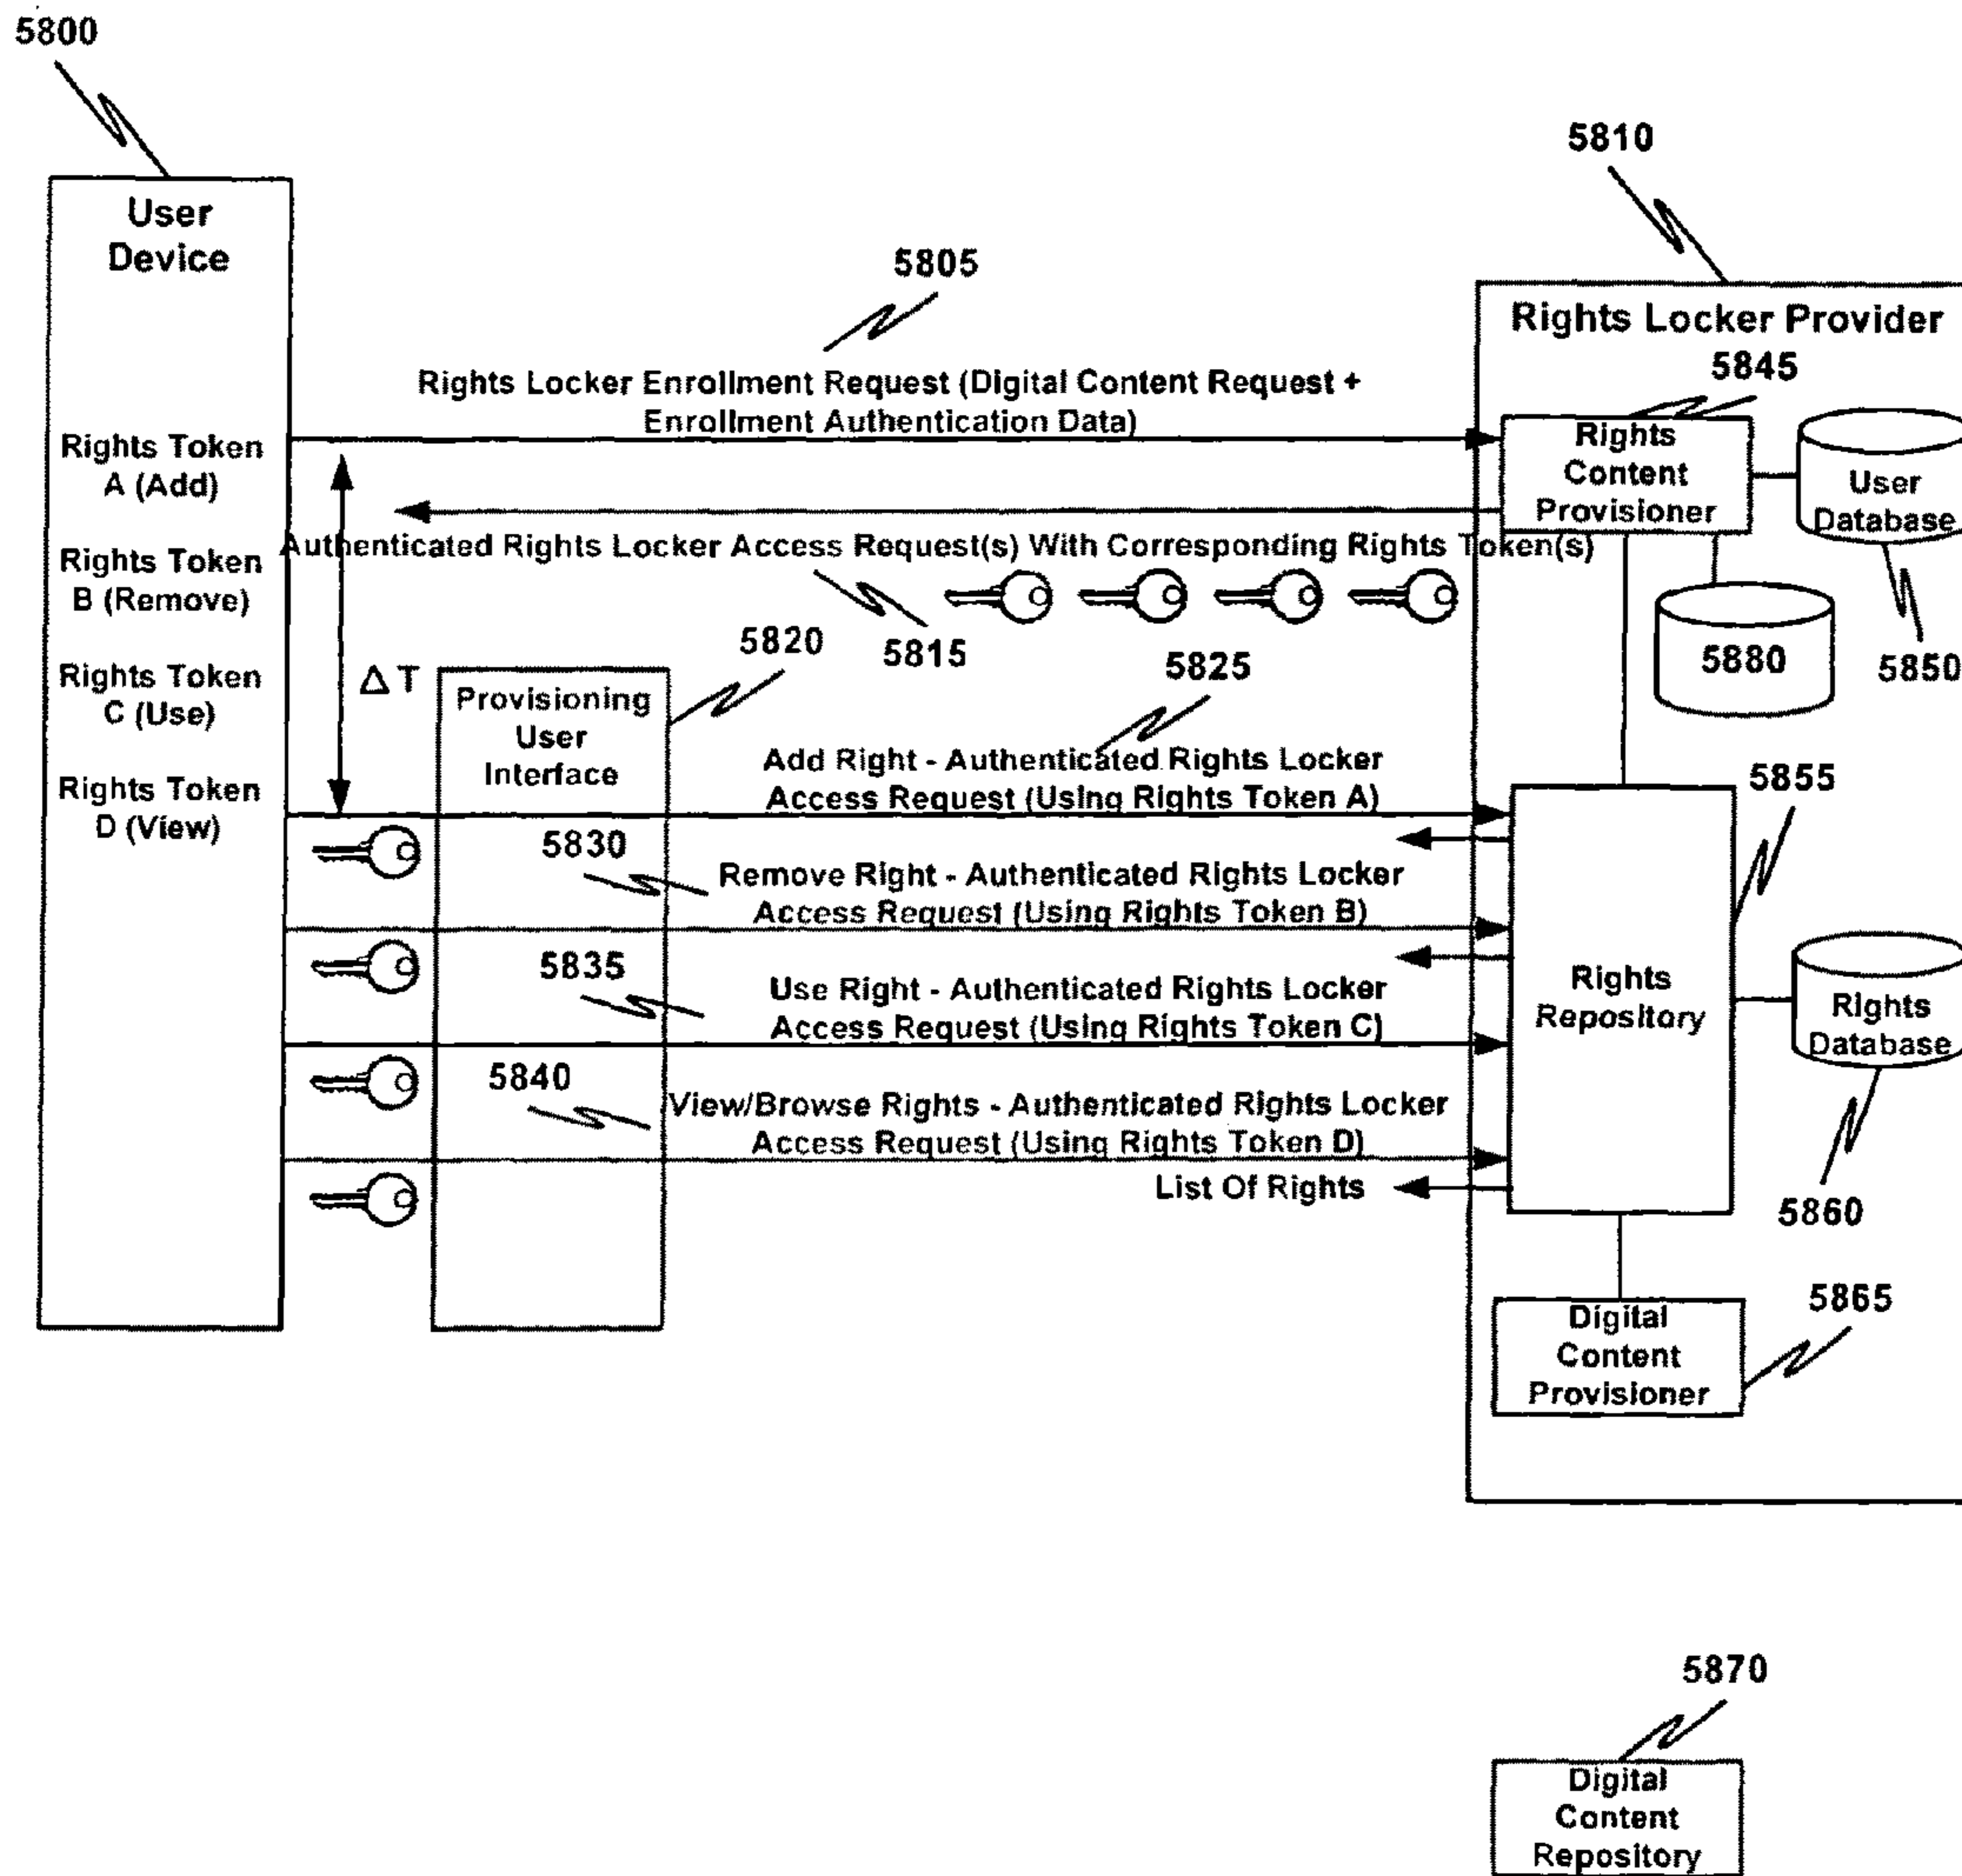 5800
User
Device
5810
5805
Rights Locker Provider
5845
Rights Locker Enrollment Request (Digital Content Request +
Enrollment Authentication Data)
Rights Token
A (Add)
Rights
Content
Provisioner
User
Database
Authenticated Rights Locker Access Request(s) With Corresponding Rights Token(s)
Rights Token
B (Remove)
5815
5820
5825
5880
5850
Rights Token
C (Use)
Δ T
Provisioning
User
Interface
Rights Token
D (View)
Add Right - Authenticated Rights Locker
Access Request (Using Rights Token A)
5855
5830
Remove Right - Authenticated Rights Locker
Access Request (Using Rights Token B)
5835
Use Right - Authenticated Rights Locker
Access Request (Using Rights Token C)
Rights
Repository
Rights
Database
5840
View/Browse Rights - Authenticated Rights Locker
Access Request (Using Rights Token D)
List Of Rights
5860
5865
Digital
Content
Provisioner
5870
Digital
Content
Repository